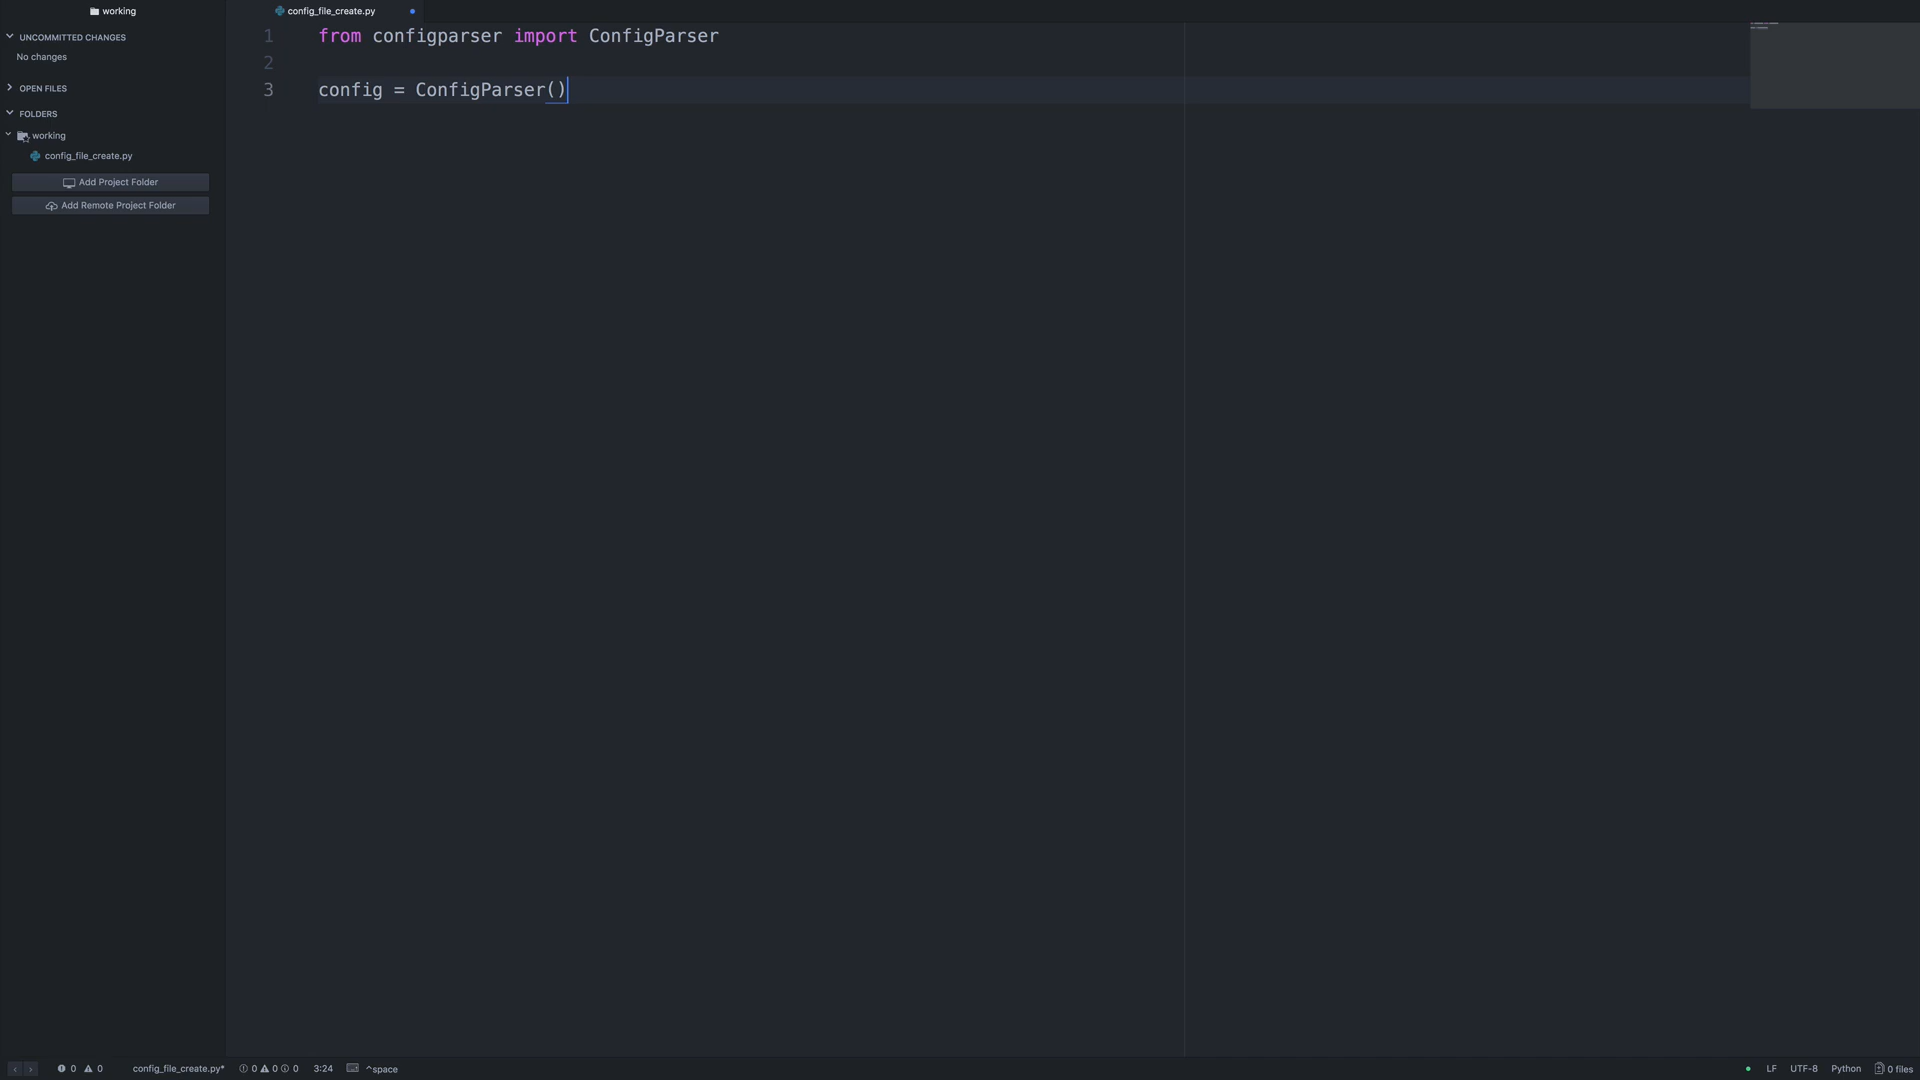 working
config_file_create.py
UNCOMMITTED CHANGES
No changes
OPEN FILES
FOLDERS
working
config_file_create.py
Add Project Folder
Add Remote Project Folder
1 from configparser import ConfigParser
2
3 config = ConfigParser()
0 0 config_file_create.py* 0 0 0 3:24 ^space
LF UTF-8 Python 0 files